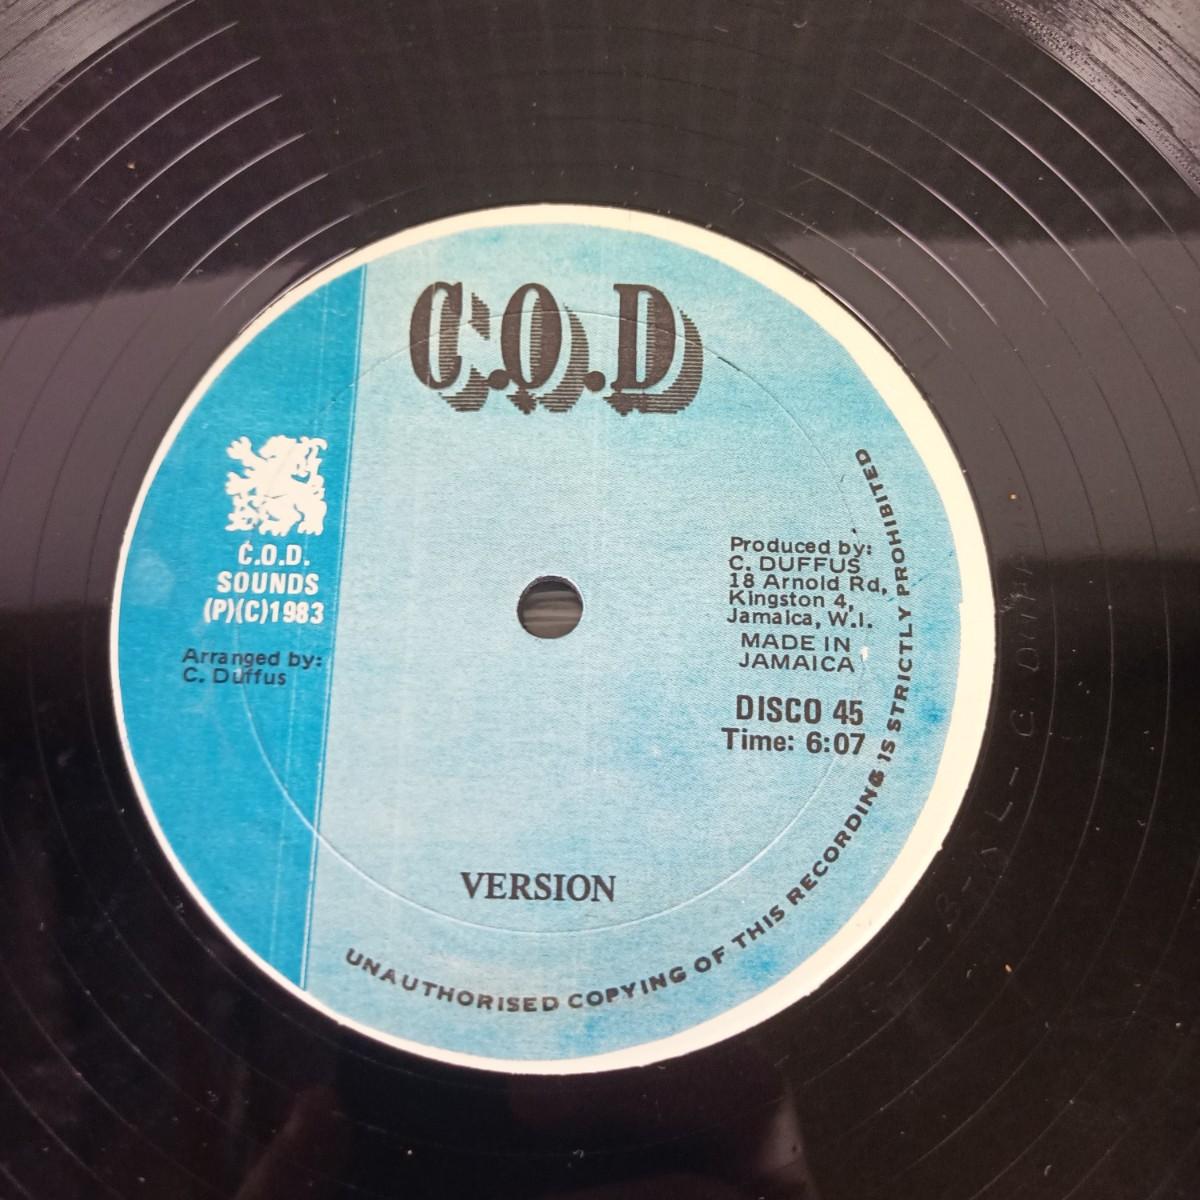 C.O.D
C.O.D.
SOUNDS
(P)(C)1983
Arranged by:
C. Duffus
Produced by:
C. DUFFUS
18 Arnold Rd,
Kingston 4,
Jamaica, W.I.
MADE IN
JAMAICA
DISCO 45
Time: 6:07
VERSION
UNAUTHORISED COPYING OF THIS RECORDING IS STRICTLY PROHIBITED